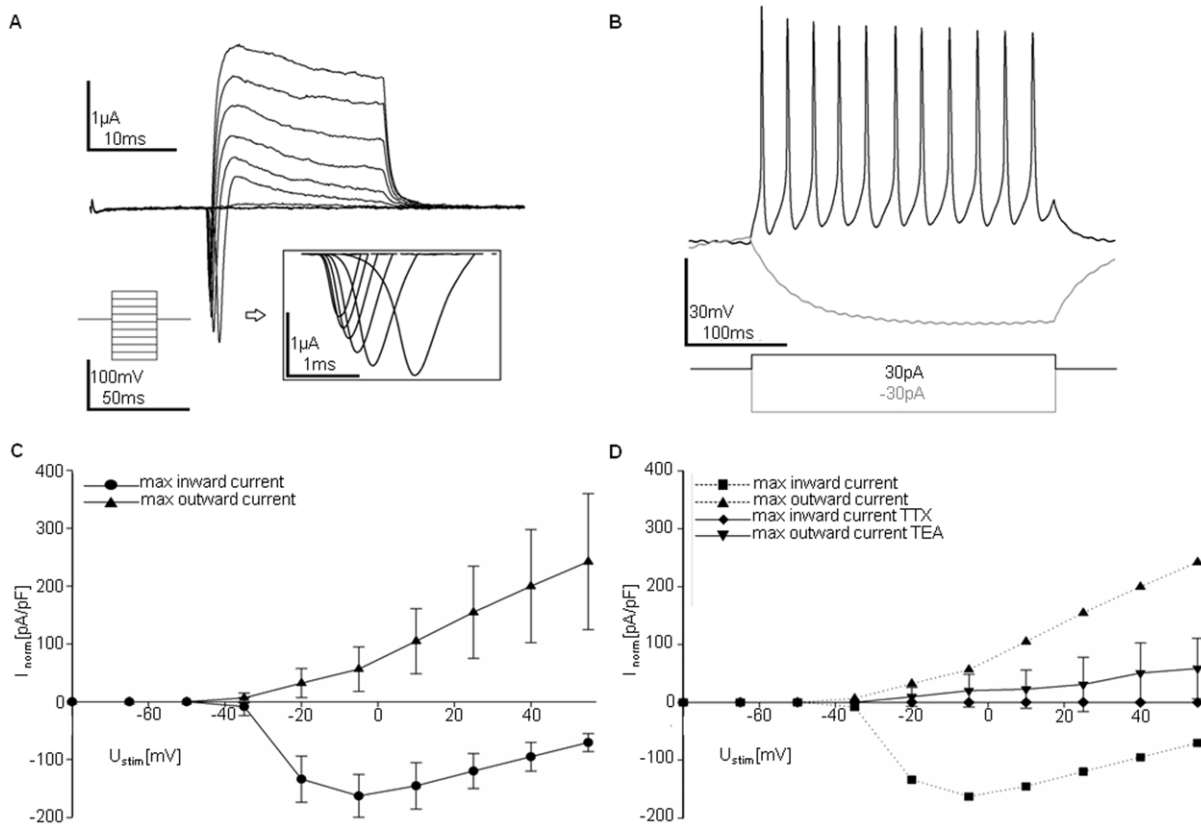 A
1µA
10ms
100mV
50ms
1µA
1ms
B
30mV
100ms
30pA
-30pA
C
400
300
200
100
0
-100
-200
-60
-40
-20
0
20
40
I norm [pA/pF]
U stim [mV]
max inward current
max outward current
D
400
300
200
100
0
-100
-200
-60
-40
-20
0
20
40
I norm [pA/pF]
U stim [mV]
max inward current
max outward current
max inward current TTX
max outward current TEA